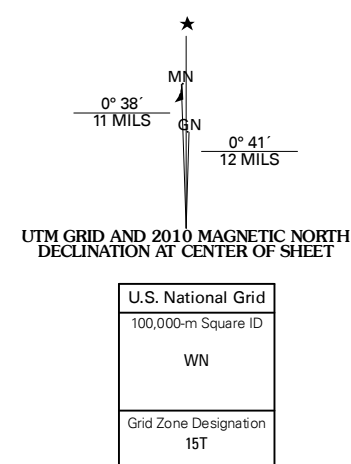 MN
0° 38´
11 MILS
GN
0° 41´
12 MILS
UTM GRID AND 2010 MAGNETIC NORTH
DECLINATION AT CENTER OF SHEET
U.S. National Grid
100,000-m Square ID
WN
Grid Zone Designation
15T